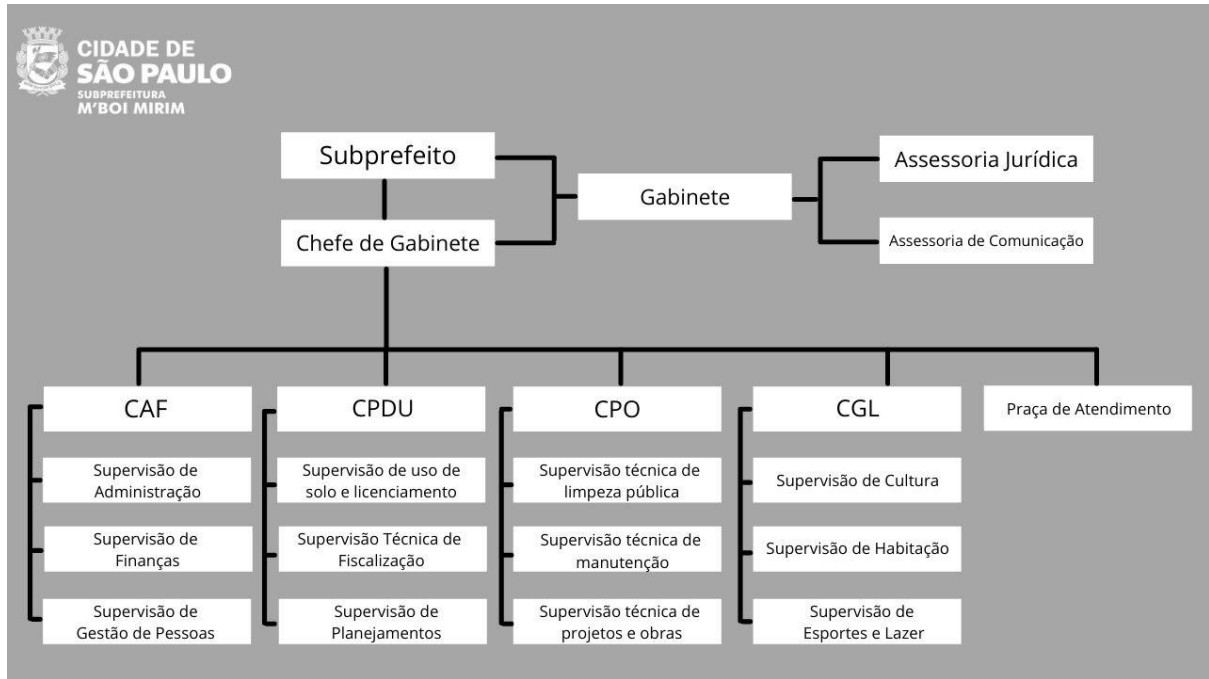 CIDADE DE
SÃO PAULO
SUBPREFEITURA
M'BOI MIRIM
Subprefeito
Chefe de Gabinete
Gabinete
Assessoria Jurídica
Assessoria de Comunicação
CAF
Supervisão de
Administração
Supervisão de
Finanças
Supervisão de
Gestão de Pessoas
CPDU
Supervisão de uso de
solo e licenciamento
Supervisão Técnica de
Fiscalização
Supervisão de
Planejamentos
CPO
Supervisão técnica de
limpeza pública
Supervisão técnica de
manutenção
Supervisão técnica de
projetos e obras
CGL
Supervisão de Cultura
Supervisão de Habitação
Supervisão de
Esportes e Lazer
Praça de Atendimento